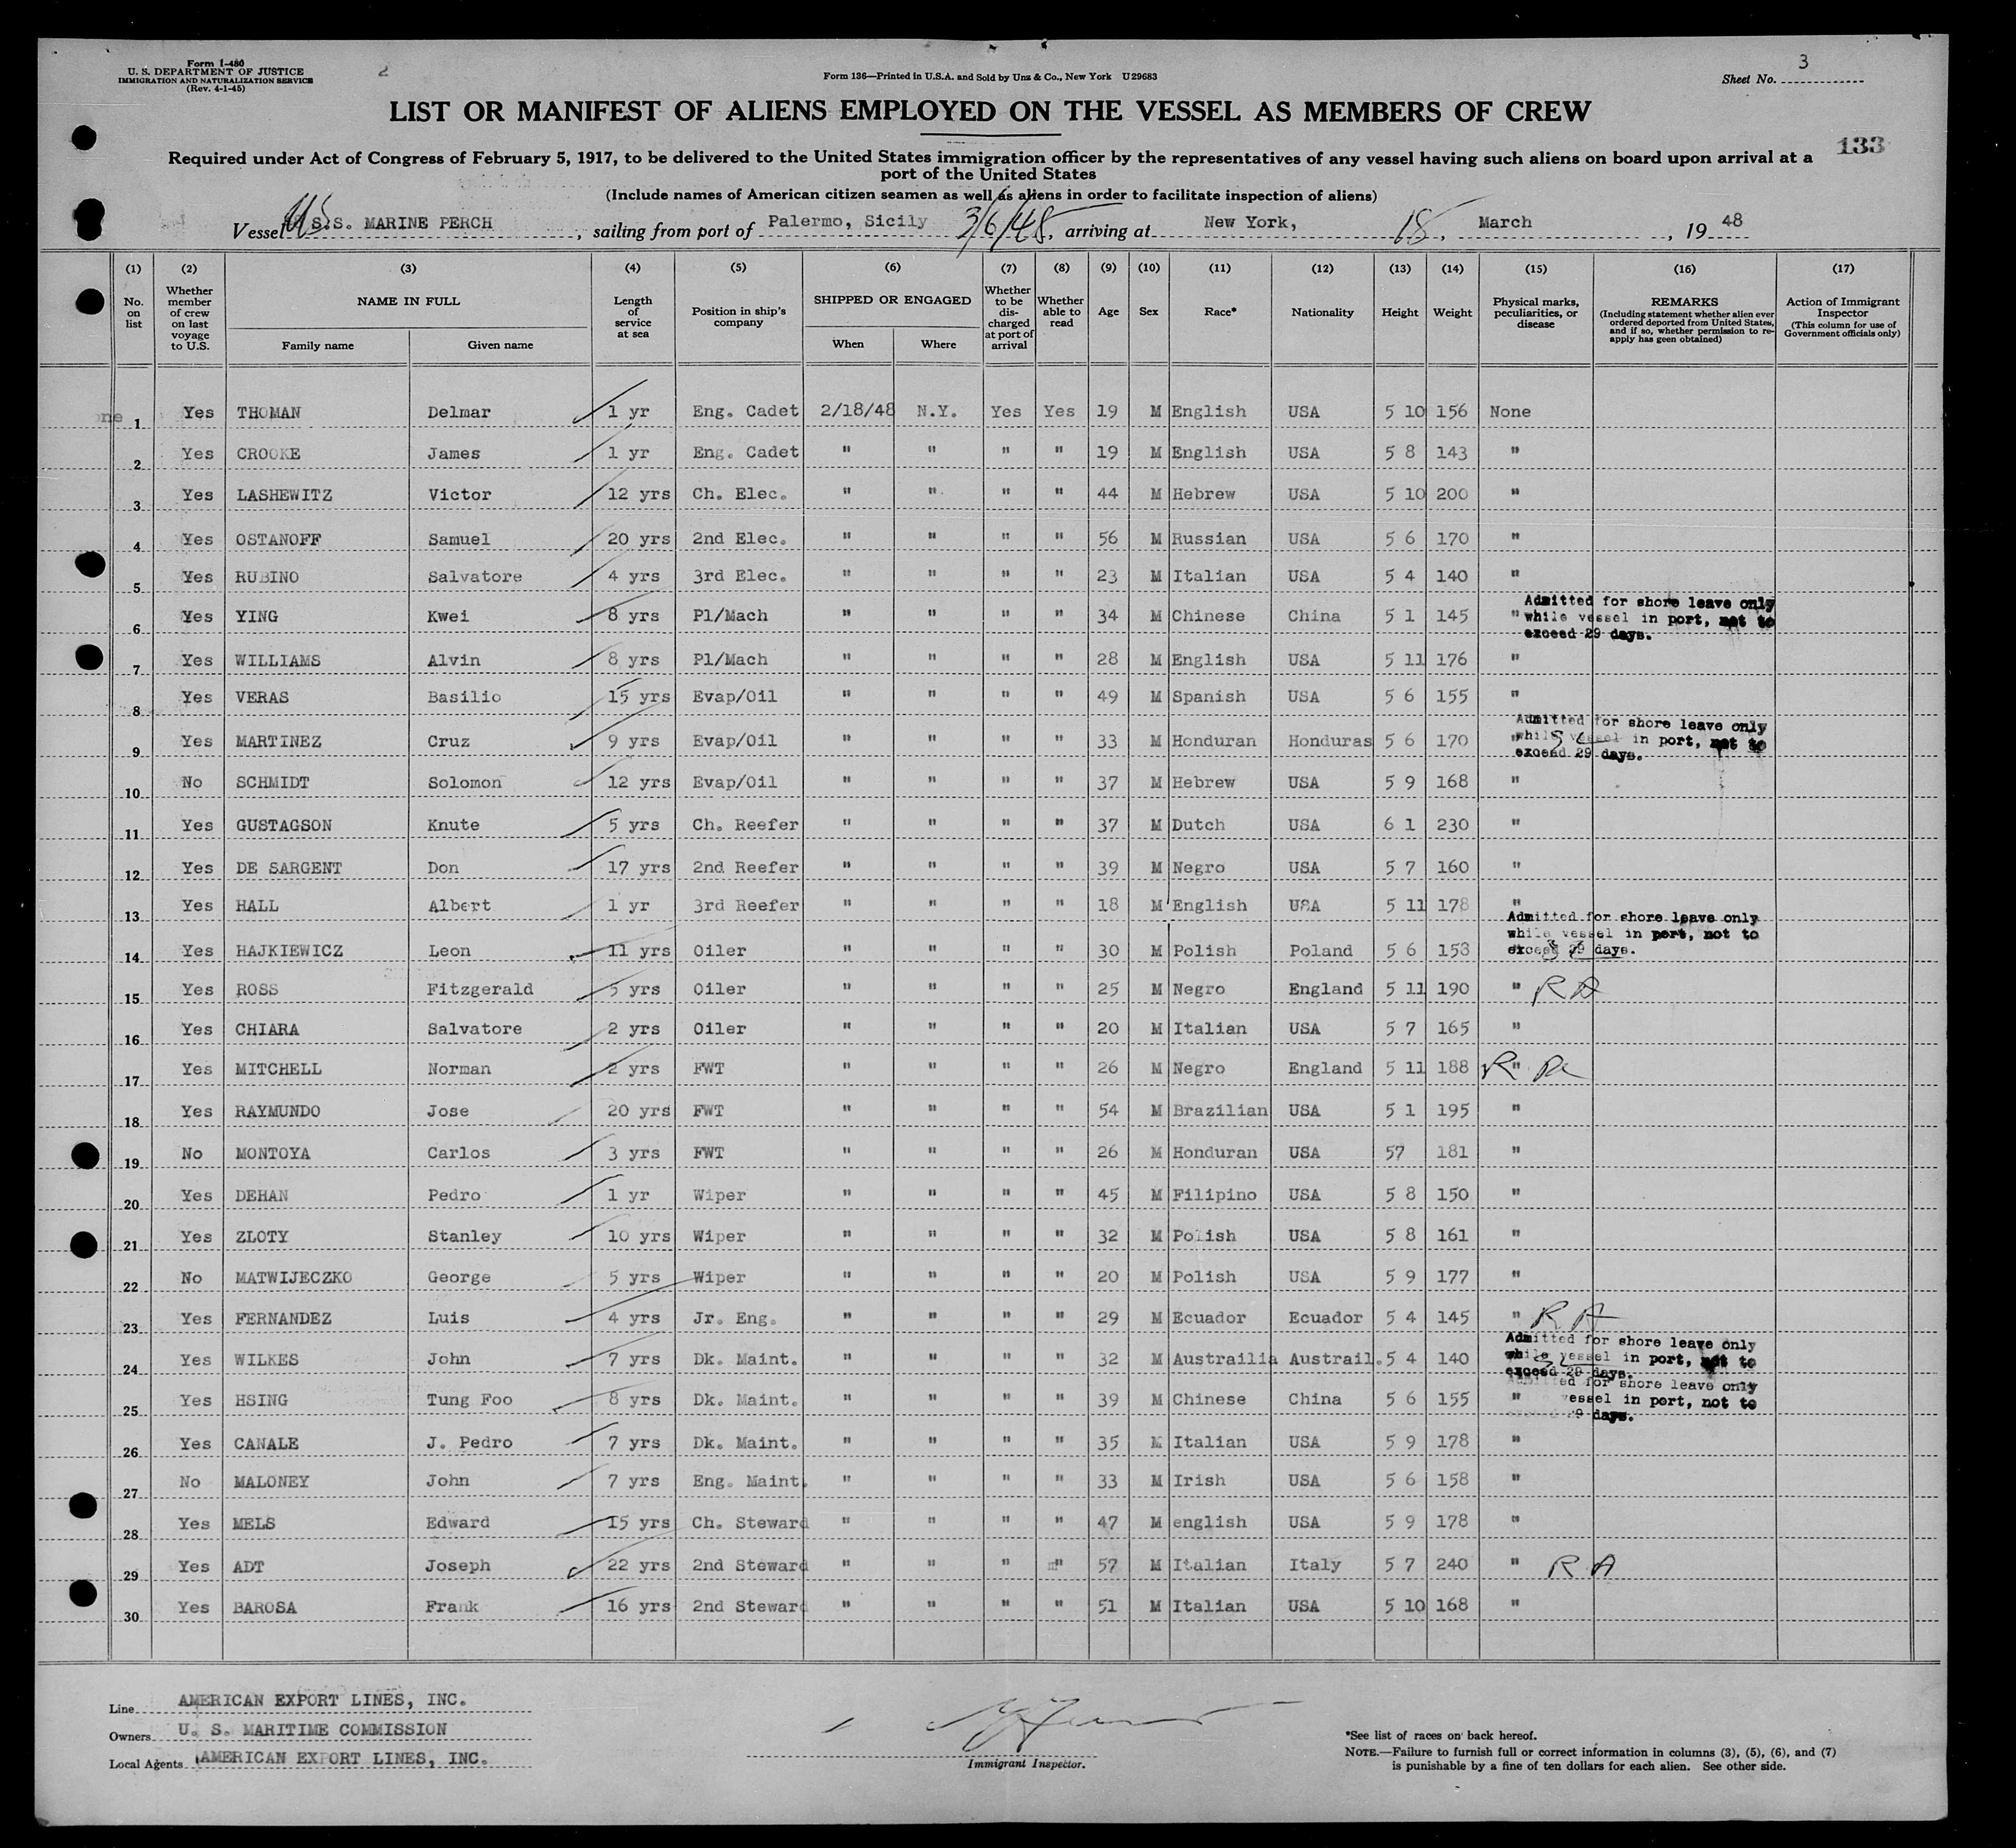 Form I-480
U. S. DEPARTMENT OF JUSTICE
IMMIGRATION AND NATURALIZATION SERVICE
(Rev. 4-1-45)
2
Form 136—Printed in U.S.A. and Sold by Unz & Co., New York U29683
Sheet No. 3
LIST OR MANIFEST OF ALIENS EMPLOYED ON THE VESSEL AS MEMBERS OF CREW
133
Required under Act of Congress of February 5, 1917, to be delivered to the United States immigration officer by the representatives of any vessel having such aliens on board upon arrival at a
port of the United States
(Include names of American citizen seamen as well as aliens in order to facilitate inspection of aliens)
Vessel US S.S. MARINE PERCH, sailing from port of Palermo, Sicily 3/6/48, arriving at New York, 18, March, 19 48
(1) (2) (3) (4) (5) (6) (7) (8) (9) (10) (11) (12) (13) (14) (15) (16) (17)
No. on list
Whether member of crew on last voyage to U.S.
NAME IN FULL
Family name Given name
Length of service at sea
Position in ship's company
SHIPPED OR ENGAGED
When Where
Whether to be discharged at port of arrival
Whether able to read
Age Sex Race* Nationality Height Weight
Physical marks, peculiarities, or disease
REMARKS
(Including statement whether alien ever ordered deported from United States, and if so, whether permission to re-apply has geen obtained)
Action of Immigrant Inspector
(This column for use of Government officials only)
1 Yes THOMAN Delmar 1 yr Eng. Cadet 2/18/48 N.Y. Yes Yes 19 M English USA 5 10 156 None
2 Yes CROOKE James 1 yr Eng. Cadet " " " " 19 M English USA 5 8 143 "
3 Yes LASHEWITZ Victor 12 yrs Ch. Elec. " " " " 44 M Hebrew USA 5 10 200 "
4 Yes OSTANOFF Samuel 20 yrs 2nd Elec. " " " " 56 M Russian USA 5 6 170 "
5 Yes RUBINO Salvatore 4 yrs 3rd Elec. " " " " 23 M Italian USA 5 4 140 "
6 Yes YING Kwei 8 yrs Pl/Mach " " " " 34 M Chinese China 5 1 145 " Admitted for shore leave only while vessel in port, not to exceed 29 days.
7 Yes WILLIAMS Alvin 8 yrs Pl/Mach " " " " 28 M English USA 5 11 176 "
8 Yes VERAS Basilio 15 yrs Evap/Oil " " " " 49 M Spanish USA 5 6 155 "
9 Yes MARTINEZ Cruz 9 yrs Evap/Oil " " " " 33 M Honduran Honduras 5 6 170 " Admitted for shore leave only while vessel in port, not to exceed 29 days.
10 No SCHMIDT Solomon 12 yrs Evap/Oil " " " " 37 M Hebrew USA 5 9 168 "
11 Yes GUSTAGSON Knute 5 yrs Ch. Reefer " " " " 37 M Dutch USA 6 1 230 "
12 Yes DE SARGENT Don 17 yrs 2nd Reefer " " " " 39 M Negro USA 5 7 160 "
13 Yes HALL Albert 1 yr 3rd Reefer " " " " 18 M English USA 5 11 178 "
14 Yes HAJKIEWICZ Leon 11 yrs Oiler " " " " 30 M Polish Poland 5 6 153 Admitted for shore leave only while vessel in port, not to exceed 29 days.
15 Yes ROSS Fitzgerald 5 yrs Oiler " " " " 25 M Negro England 5 11 190 " R A
16 Yes CHIARA Salvatore 2 yrs Oiler " " " " 20 M Italian USA 5 7 165 "
17 Yes MITCHELL Norman 2 yrs FWT " " " " 26 M Negro England 5 11 188 "
18 Yes RAYMUNDO Jose 20 yrs FWT " " " " 54 M Brazilian USA 5 1 195 "
19 No MONTOYA Carlos 3 yrs FWT " " " " 26 M Honduran USA 57 181 "
20 Yes DEHAN Pedro 1 yr Wiper " " " " 45 M Filipino USA 5 8 150 "
21 Yes ZLOTY Stanley 10 yrs Wiper " " " " 32 M Polish USA 5 8 161 "
22 No MATWIJECZKO George 5 yrs Wiper " " " " 20 M Polish USA 5 9 177 "
23 Yes FERNANDEZ Luis 4 yrs Jr. Eng. " " " " 29 M Ecuador Ecuador 5 4 145 " R A
24 Yes WILKES John 7 yrs Dk. Maint. " " " " 32 M Austrailia Austrail. 5 4 140 Admitted for shore leave only while vessel in port, not to exceed 29 days.
25 Yes HSING Tung Foo 8 yrs Dk. Maint. " " " " 39 M Chinese China 5 6 155 " Admitted for shore leave only vessel in port, not to exceed 29 days.
26 Yes CANALE J. Pedro 7 yrs Dk. Maint. " " " " 35 M Italian USA 5 9 178 "
27 No MALONEY John 7 yrs Eng. Maint. " " " " 33 M Irish USA 5 6 158 "
28 Yes MELS Edward 15 yrs Ch. Steward " " " " 47 M english USA 5 9 178 "
29 Yes ADT Joseph 22 yrs 2nd Steward " " " " 57 M Italian Italy 5 7 240 " R A
30 Yes BAROSA Frank 16 yrs 2nd Steward " " " " 51 M Italian USA 5 10 168 "
Line AMERICAN EXPORT LINES, INC.
Owners U. S. MARITIME COMMISSION
Local Agents AMERICAN EXPORT LINES, INC.
Immigrant Inspector.
*See list of races on back hereof.
NOTE.—Failure to furnish full or correct information in columns (3), (5), (6), and (7)
is punishable by a fine of ten dollars for each alien. See other side.